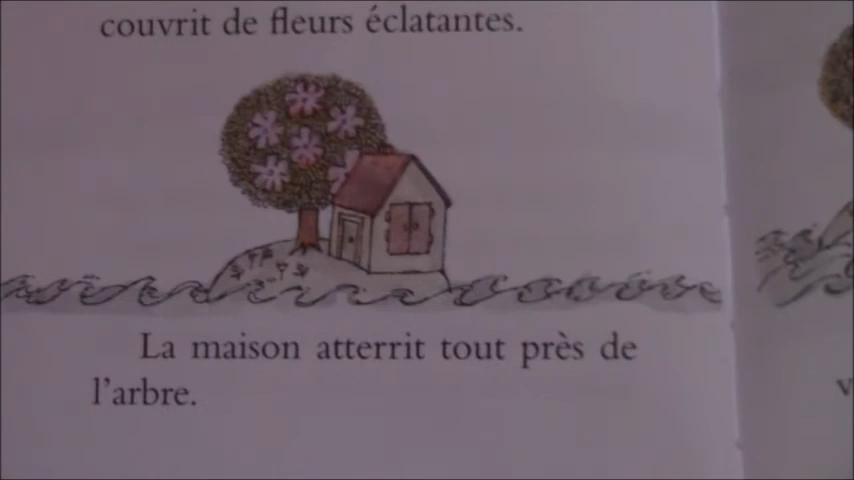 couvrit de fleurs éclatantes.
La maison atterrit tout près de
l'arbre.
v